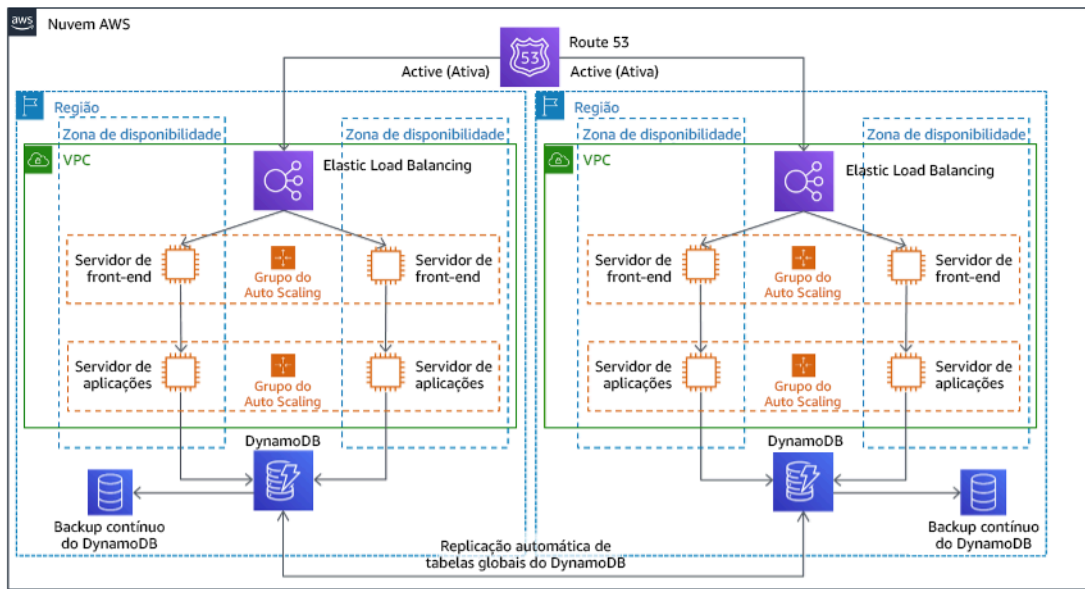 aws
Nuvem AWS
Route 53
53
Active (Ativa)
Active (Ativa)
Região
Zona de disponibilidade
Zona de disponibilidade
VPC
Elastic Load Balancing
Servidor de
front-end
Grupo do
Auto Scaling
Servidor de
front-end
Servidor de
aplicações
Grupo do
Auto Scaling
Servidor de
aplicações
DynamoDB
Backup contínuo
do DynamoDB
Região
Zona de disponibilidade
Zona de disponibilidade
VPC
Elastic Load Balancing
Servidor de
front-end
Grupo do
Auto Scaling
Servidor de
front-end
Servidor de
aplicações
Grupo do
Auto Scaling
Servidor de
aplicações
DynamoDB
Backup contínuo
do DynamoDB
Replicação automática de
tabelas globais do DynamoDB